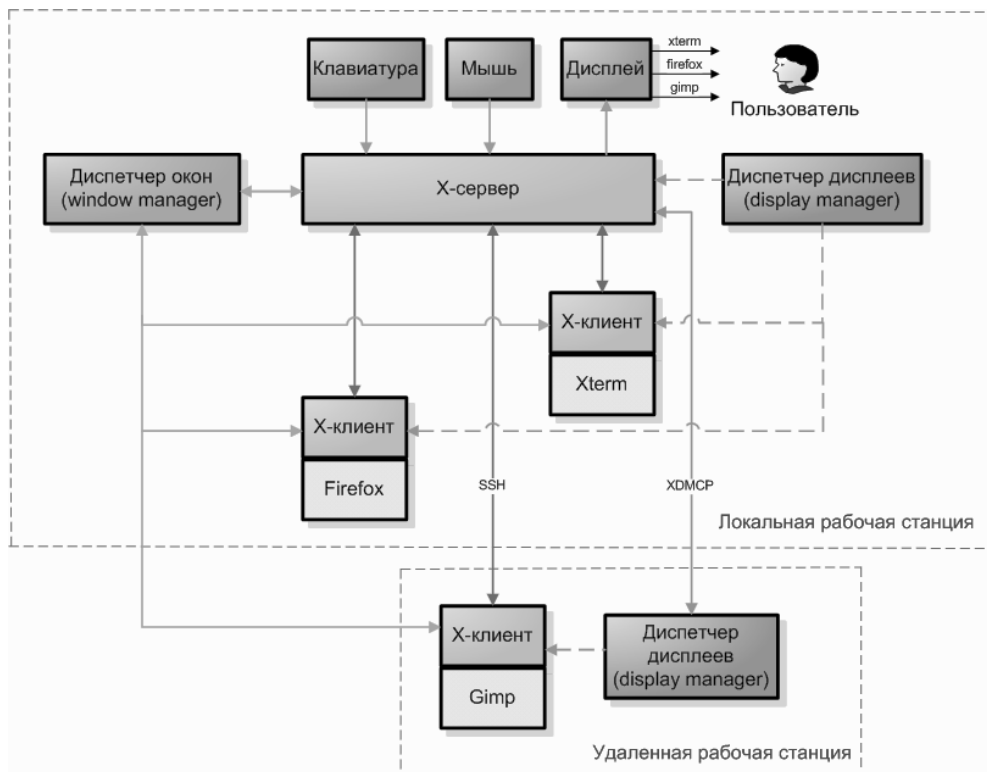 Клавиатура
Мышь
Дисплей
xterm
firefox
gimp
Пользователь
Диспетчер окон
(window manager)
X-сервер
Диспетчер дисплеев
(display manager)
X-клиент
Xterm
X-клиент
Firefox
SSH
XDMCP
Локальная рабочая станция
X-клиент
Gimp
Диспетчер
дисплеев
(display manager)
Удаленная рабочая станция